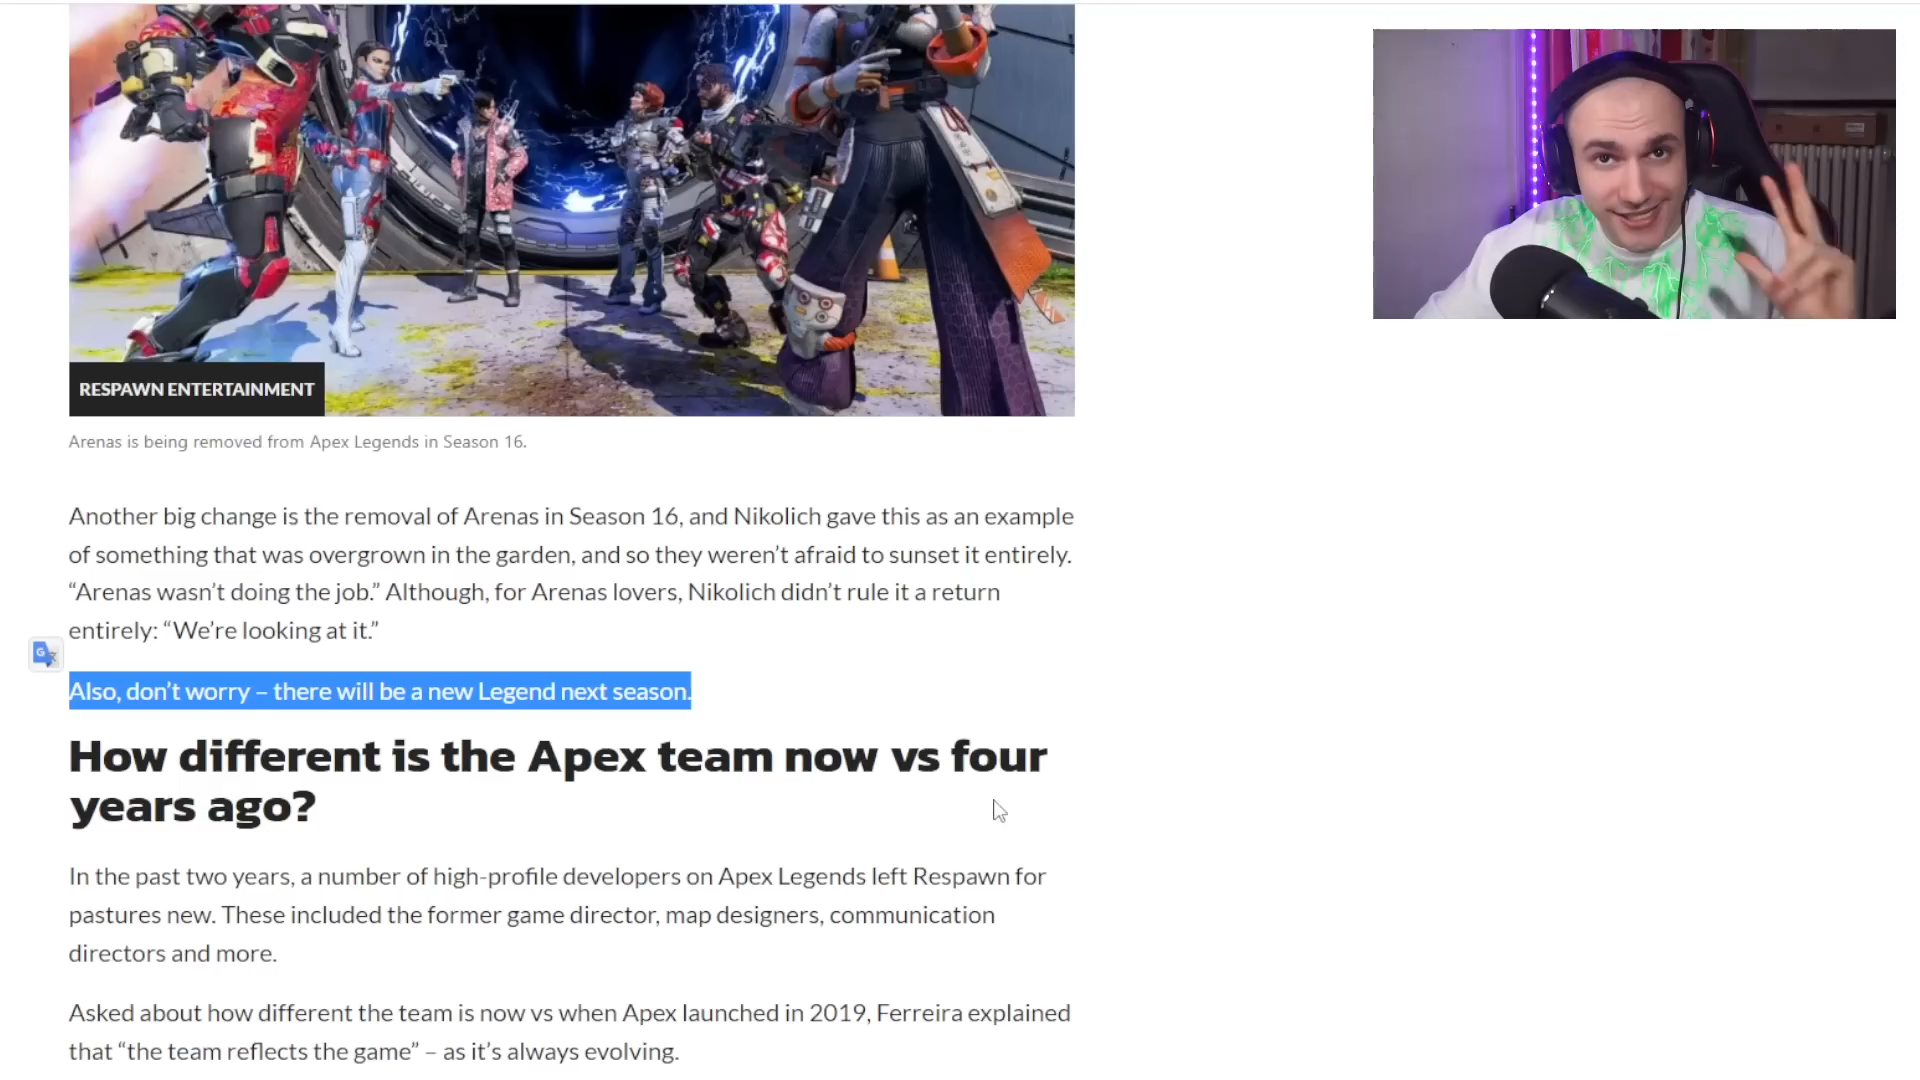 RESPAWN ENTERTAINMENT
Arenas is being removed from Apex Legends in Season 16.
Another big change is the removal of Arenas in Season 16, and Nikolich gave this as an example
of something that was overgrown in the garden, and so they weren’t afraid to sunset it entirely.
“Arenas wasn’t doing the job.” Although, for Arenas lovers, Nikolich didn’t rule it a return
entirely: “We’re looking at it.”
Also, don’t worry – there will be a new Legend next season.
How different is the Apex team now vs four
years ago?
In the past two years, a number of high-profile developers on Apex Legends left Respawn for
pastures new. These included the former game director, map designers, communication
directors and more.
Asked about how different the team is now vs when Apex launched in 2019, Ferreira explained
that “the team reflects the game” – as it’s always evolving.